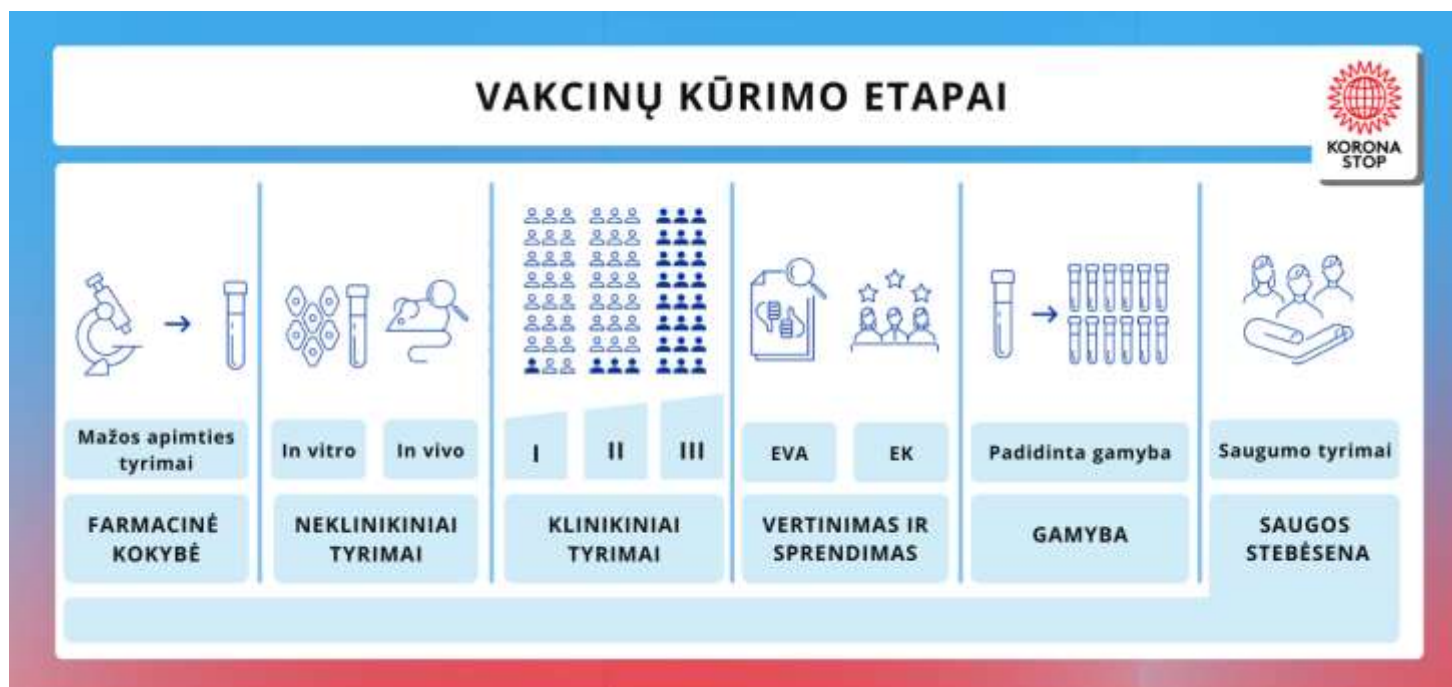 VAKCINŲ KŪRIMO ETAPAI
KORONA
STOP
Mažos apimties
tyrimai
In vitro
In vivo
I
II
III
EVA
EK
Padidinta gamyba
Saugumo tyrimai
FARMACINĖ
KOKYBĖ
NEKLINIKINIAI
TYRIMAI
KLINIKINIAI
TYRIMAI
VERTINIMAS IR
SPRENDIMAS
GAMYBA
SAUGOS
STEBĖSENA